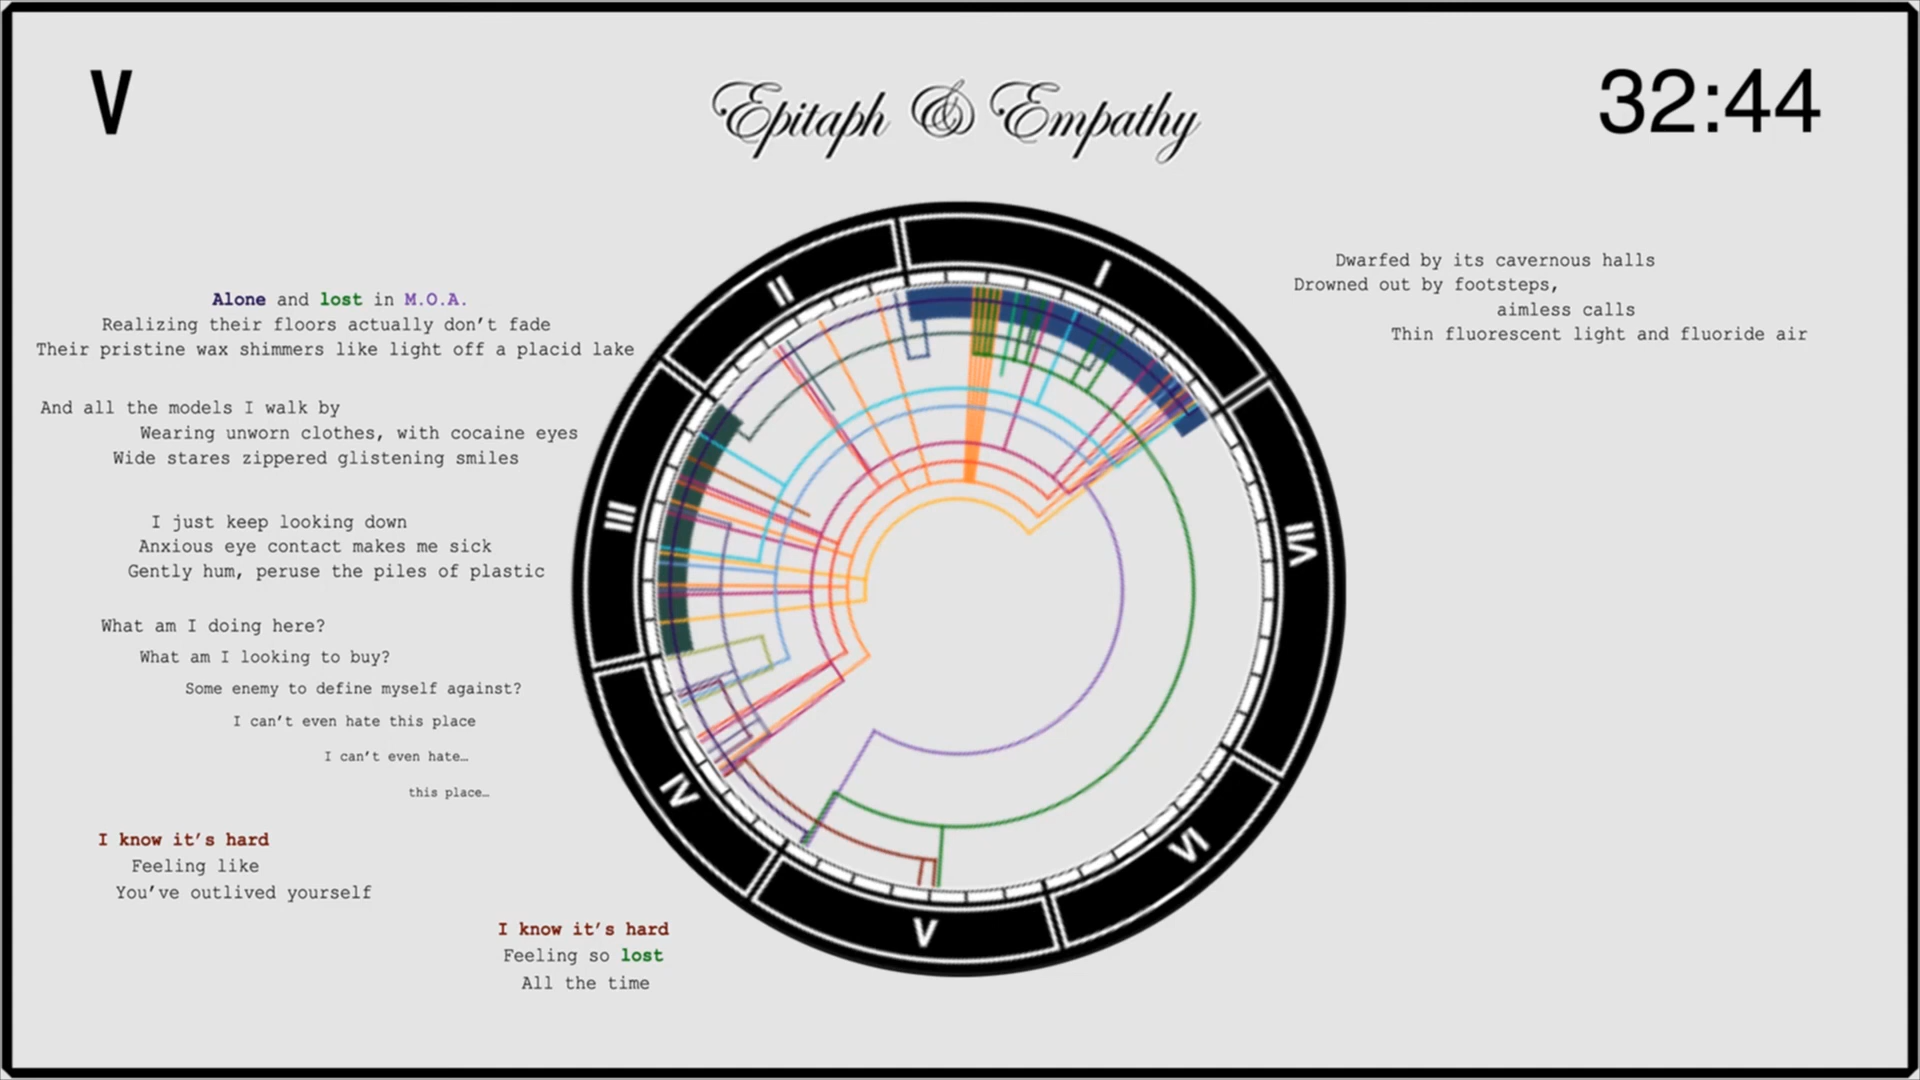 V
Epitaph & Empathy
32:44
Alone and lost in M.O.A.
Realizing their floors actually don’t fade
Their pristine wax shimmers like light off a placid lake
And all the models I walk by
Wearing unworn clothes, with cocaine eyes
Wide stares zippered glistening smiles
I just keep looking down
Anxious eye contact makes me sick
Gently hum, peruse the piles of plastic
What am I doing here?
What am I looking to buy?
Some enemy to define myself against?
I can’t even hate this place
I can’t even hate…
this place…
I know it’s hard
Feeling like
You’ve outlived yourself
I know it’s hard
Feeling so lost
All the time
Dwarfed by its cavernous halls
Drowned out by footsteps,
aimless calls
Thin fluorescent light and fluoride air
I
II
III
IV
V
VI
VII